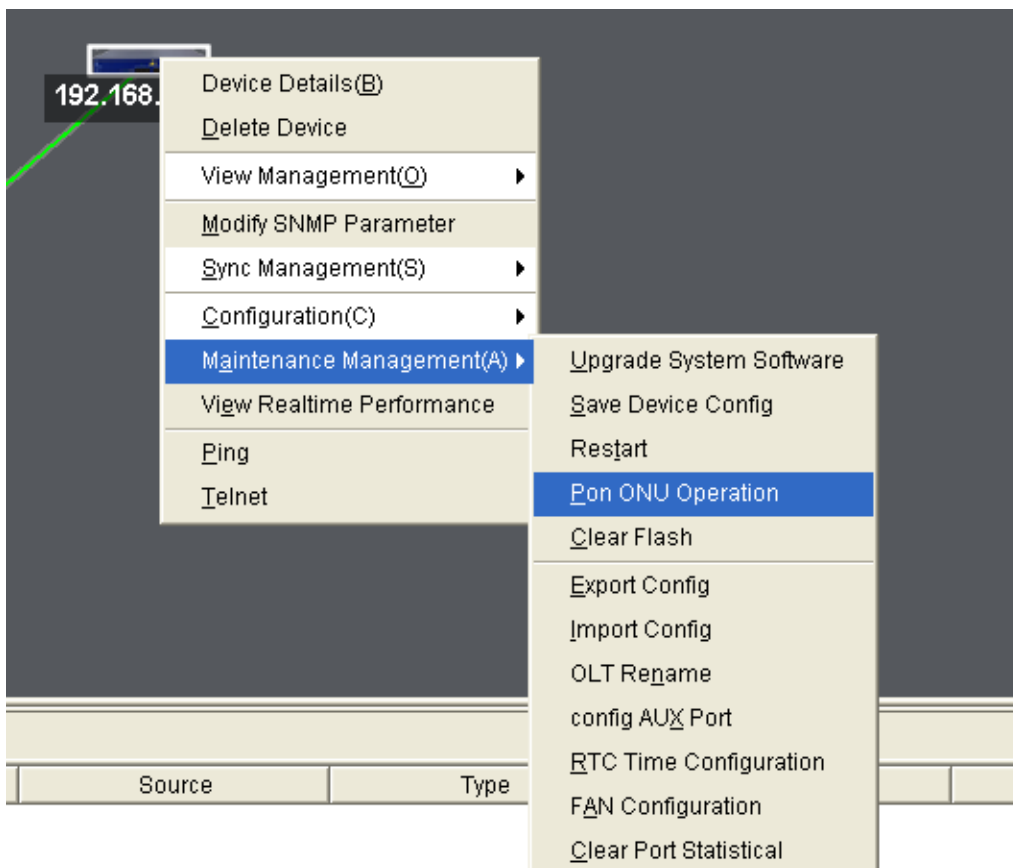 192.168.
Device Details(B)
Delete Device
View Management(O)
Modify SNMP Parameter
Sync Management(S)
Configuration(C)
Maintenance Management(A)
View Realtime Performance
Ping
Telnet
Upgrade System Software
Save Device Config
Restart
Pon ONU Operation
Clear Flash
Export Config
Import Config
OLT Rename
config AUX Port
RTC Time Configuration
FAN Configuration
Clear Port Statistical
Source
Type